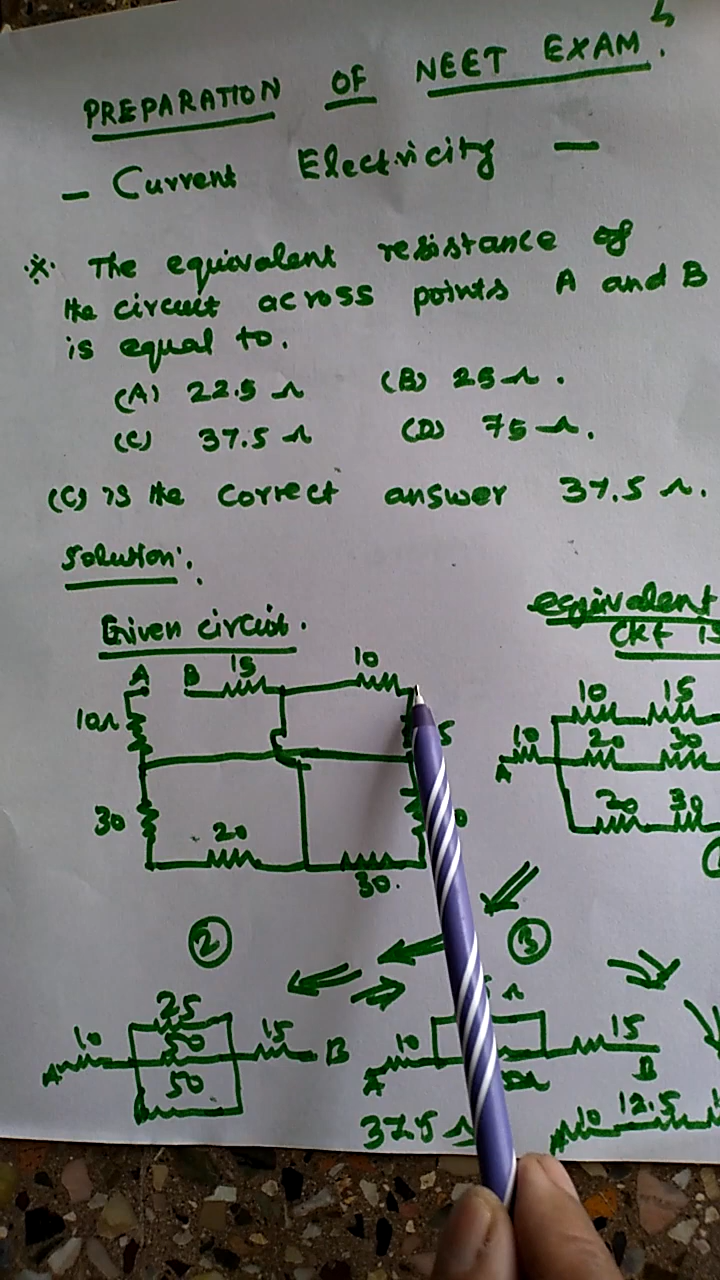 PREPARATION OF NEET EXAM :
- Current Electricity -
※ The equivalent resistance of
the circuit across points A and B
is equal to.
(A) 22.5 Ω (B) 25 Ω.
(C) 37.5 Ω (D) 75 Ω.
(C) is the correct answer 37.5 Ω.
Solution:
Given circuit.
equivalent
Ckt is
A B 15 10
10Ω 5
30 20 30.
10 15
10 20 30
A
20 30
2
3
25
10 50 15 B
A
50
Ω
10 15
A B
37.5 Ω
10 12.5